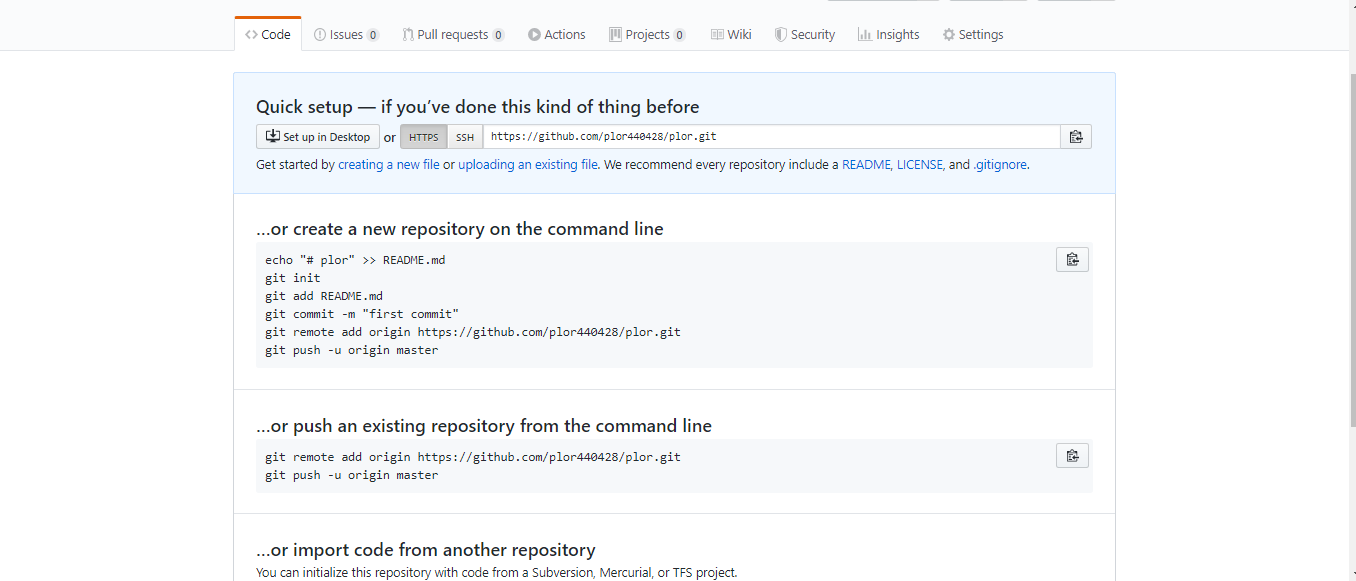 Code Issues 0 Pull requests 0 Actions Projects 0 Wiki Security Insights Settings
Quick setup — if you’ve done this kind of thing before
Set up in Desktop or HTTPS SSH https://github.com/plor440428/plor.git
Get started by creating a new file or uploading an existing file. We recommend every repository include a README, LICENSE, and .gitignore.
…or create a new repository on the command line
echo "# plor" >> README.md
git init
git add README.md
git commit -m "first commit"
git remote add origin https://github.com/plor440428/plor.git
git push -u origin master
…or push an existing repository from the command line
git remote add origin https://github.com/plor440428/plor.git
git push -u origin master
…or import code from another repository
You can initialize this repository with code from a Subversion, Mercurial, or TFS project.